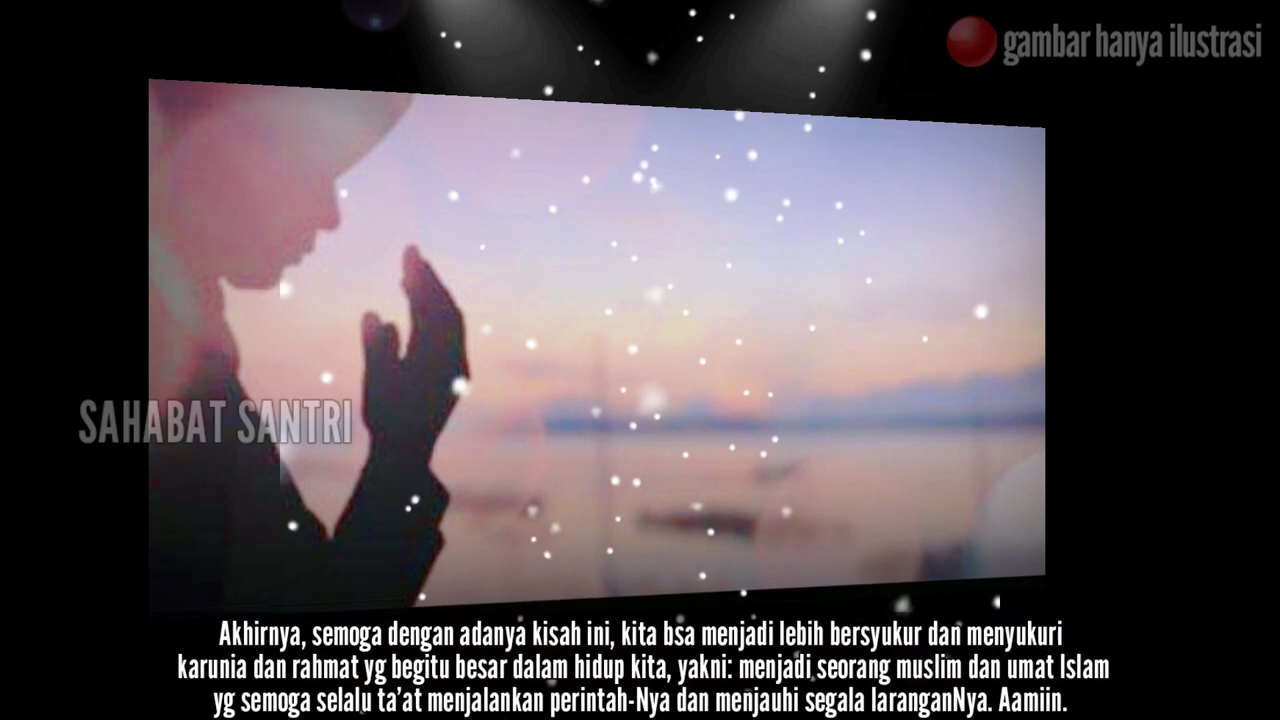 gambar hanya ilustrasi
SAHABAT SANTRI
Akhirnya, semoga dengan adanya kisah ini, kita bsa menjadi lebih bersyukur dan menyukuri
karunia dan rahmat yg begitu besar dalam hidup kita, yakni: menjadi seorang muslim dan umat Islam
yg semoga selalu ta'at menjalankan perintah-Nya dan menjauhi segala laranganNya. Aamiin.